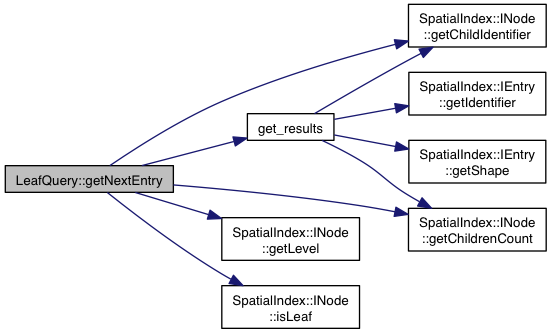 SpatialIndex::INode
::getChildIdentifier
SpatialIndex::IEntry
::getIdentifier
get_results
SpatialIndex::IEntry
::getShape
LeafQuery::getNextEntry
SpatialIndex::INode
::getChildrenCount
SpatialIndex::INode
::getLevel
SpatialIndex::INode
::isLeaf